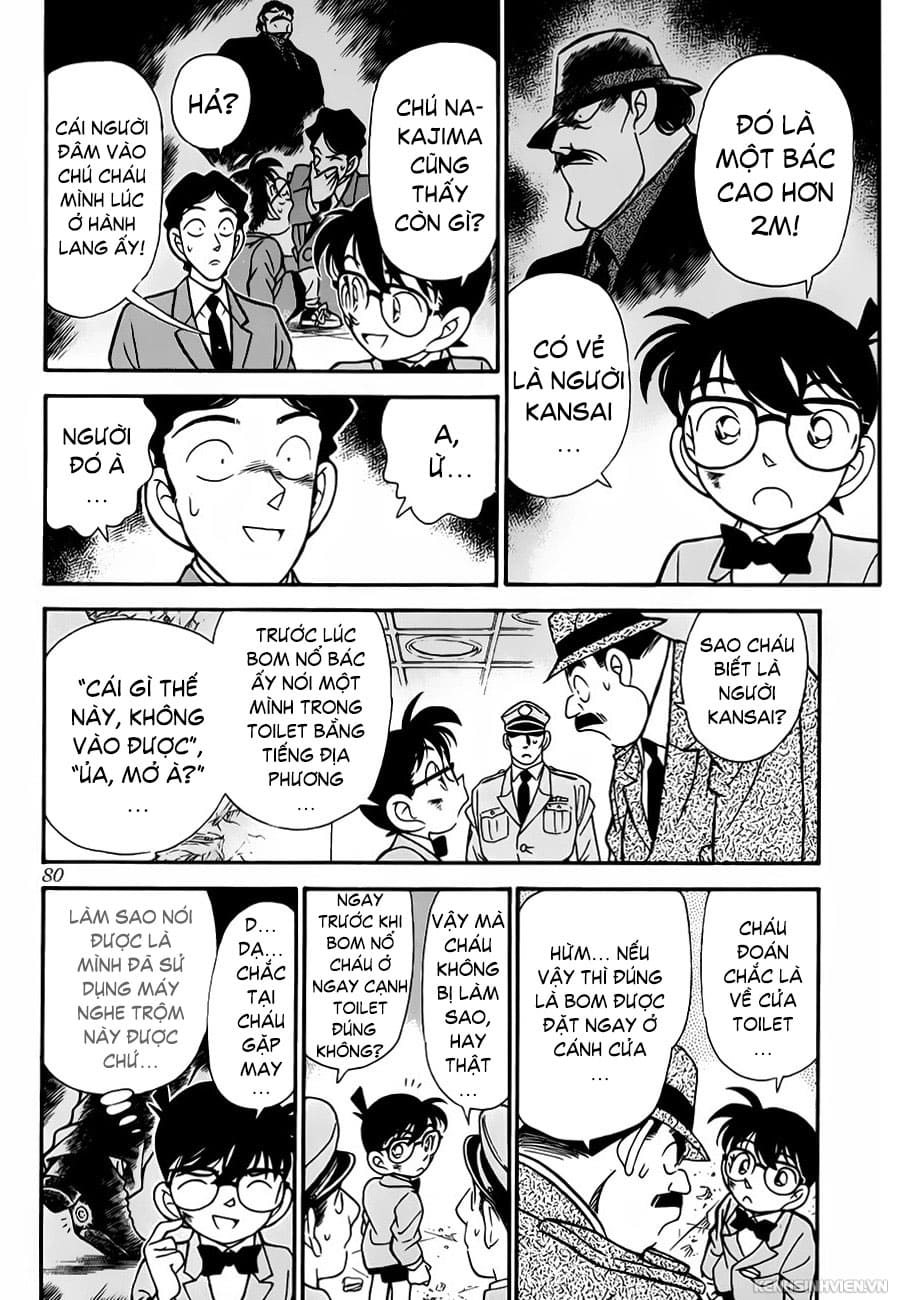 ĐÓ LÀ
MỘT BÁC
CAO HƠN
2M!
CÓ VẺ
LÀ NGƯỜI
KANSAI
...
CHÚ NA-
KAJIMA
CŨNG
THẤY
CÒN GÌ?
HẢ?
CÁI NGƯỜI
ĐÂM VÀO
CHÚ CHÁU
MÌNH LÚC
Ở HÀNH
LANG ẤY!
A,
Ừ...
NGƯỜI
ĐÓ À
...
SAO CHÁU
BIẾT LÀ
NGƯỜI
KANSAI?
TRƯỚC LÚC
BOM NỔ BÁC
ẤY NÓI MỘT
MÌNH TRONG
TOILET BẰNG
TIẾNG ĐỊA
PHƯƠNG
...
“CÁI GÌ THẾ
NÀY, KHÔNG
VÀO ĐƯỢC”,
“ỦA, MỞ À?”
...
80
CHÁU
ĐOÁN
CHẮC LÀ
VỀ CỬA
TOILET
...
HỪM... NẾU
VẬY THÌ ĐÚNG
LÀ BOM ĐƯỢC
ĐẶT NGAY Ở
CÁNH CỬA
...
VẬY MÀ
CHÁU
KHÔNG
BỊ LÀM
SAO,
HAY
THẬT
...
NGAY
TRƯỚC KHI
BOM NỔ
CHÁU Ở
NGAY CẠNH
TOILET
ĐÚNG
KHÔNG?
D...
DẠ...
CHẮC
TẠI
CHÁU
GẶP
MAY
...
LÀM SAO NÓI
ĐƯỢC LÀ
MÌNH ĐÃ SỬ
DỤNG MÁY
NGHE TRỘM
NÀY ĐƯỢC
CHỨ...
KENHSINHVIEN.VN